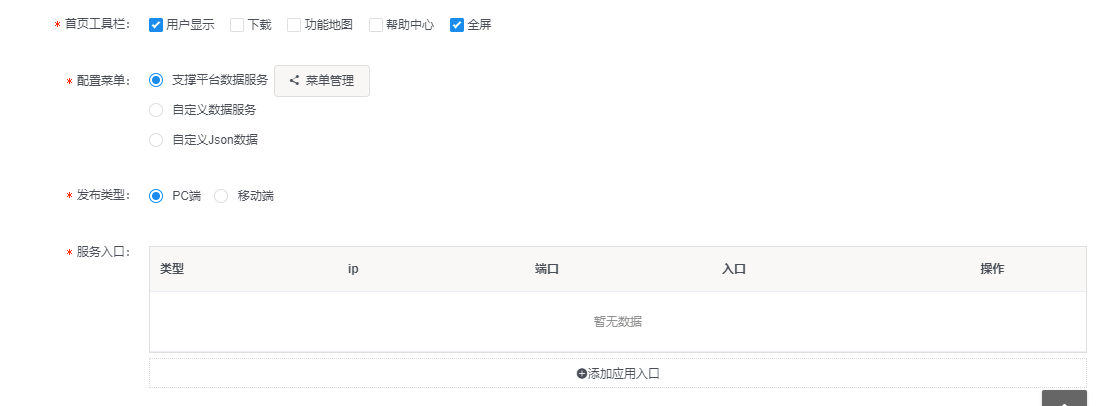 * 首页工具栏: 用户显示 下载 功能地图 帮助中心 全屏
* 配置菜单: 支撑平台数据服务 菜单管理
自定义数据服务
自定义Json数据
* 发布类型: PC端 移动端
* 服务入口:
类型 ip 端口 入口 操作
暂无数据
添加应用入口